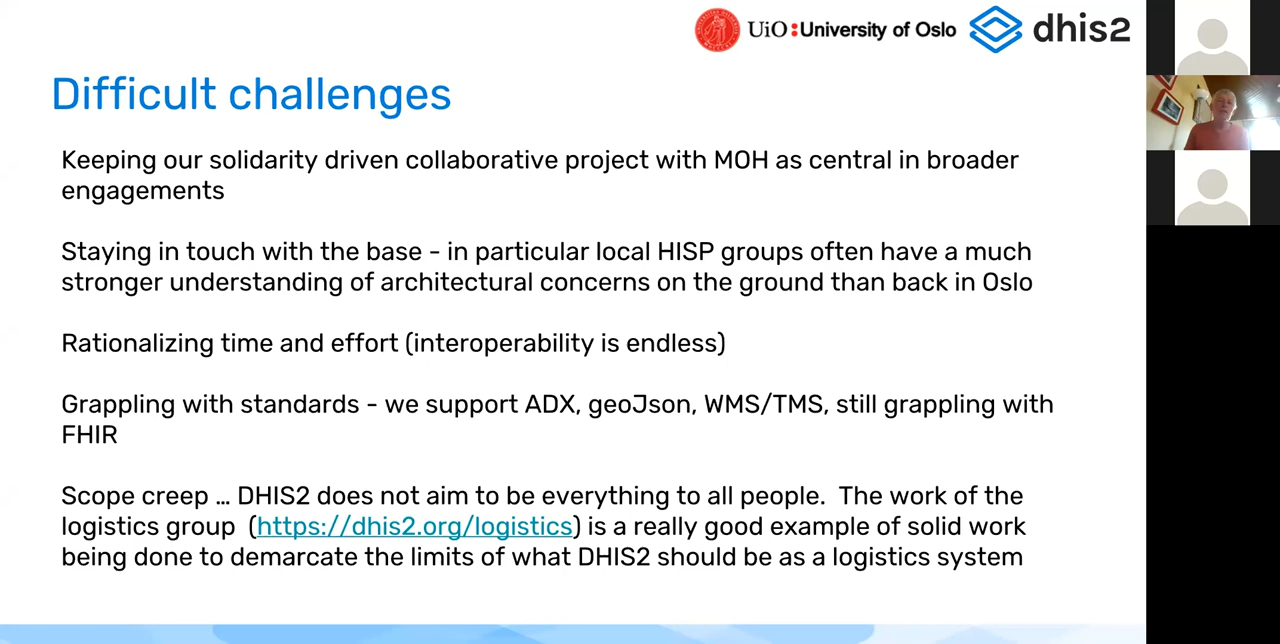 UiO : University of Oslo dhis2
Difficult challenges
Keeping our solidarity driven collaborative project with MOH as central in broader
engagements
Staying in touch with the base - in particular local HISP groups often have a much
stronger understanding of architectural concerns on the ground than back in Oslo
Rationalizing time and effort (interoperability is endless)
Grappling with standards - we support ADX, geoJson, WMS/TMS, still grappling with
FHIR
Scope creep ... DHIS2 does not aim to be everything to all people. The work of the
logistics group (https://dhis2.org/logistics) is a really good example of solid work
being done to demarcate the limits of what DHIS2 should be as a logistics system